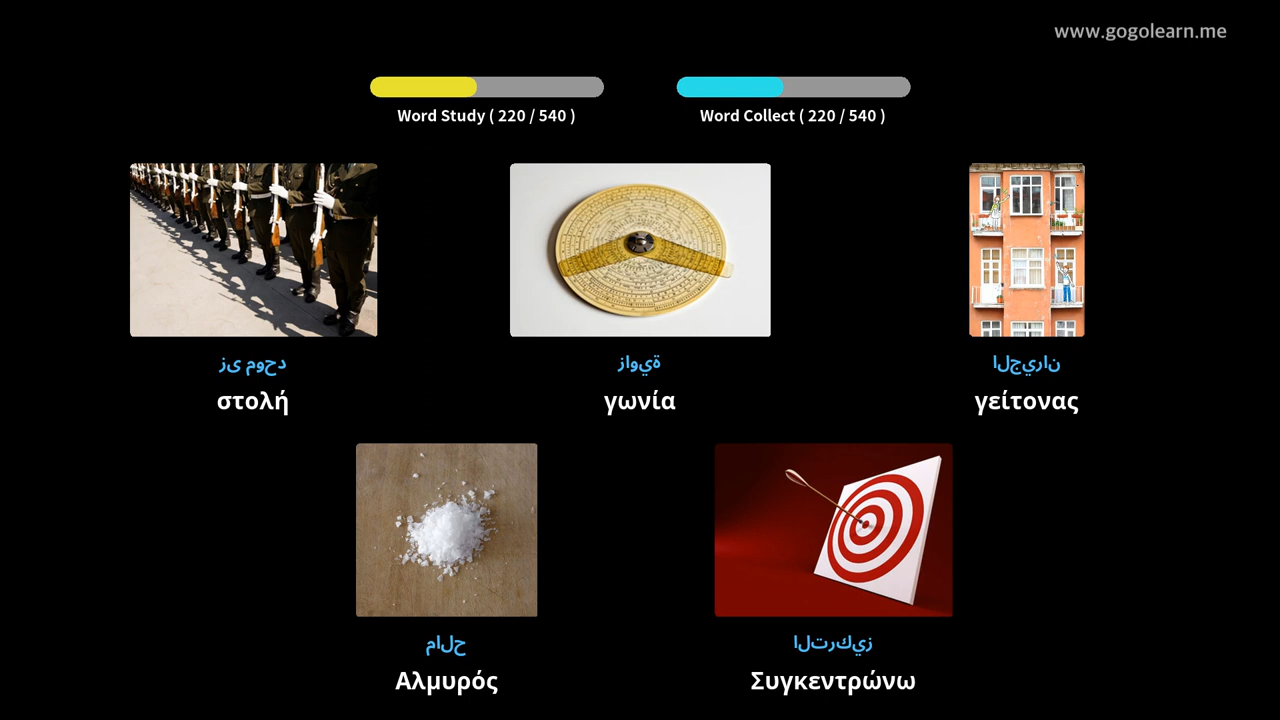 www.gogolearn.me
Word Study ( 220 / 540 )
Word Collect ( 220 / 540 )
زى موحد
زاوية
الجيران
στολή
γωνία
γείτονας
مالح
التركيز
Αλμυρός
Συγκεντρώνω